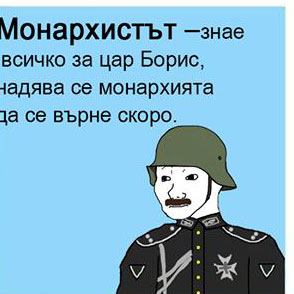 Монархистът –знае
всичко за цар Борис,
надява се монархията
да се върне скоро.